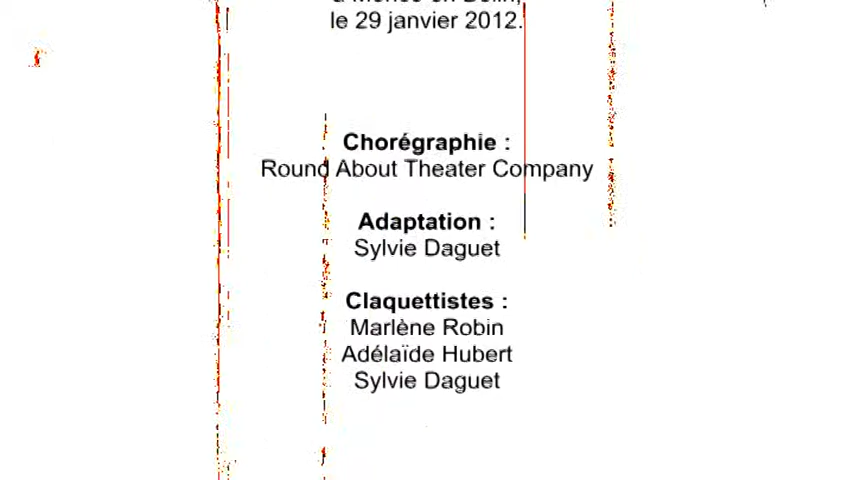 le 29 janvier 2012.
Chorégraphie :
Round About Theater Company
Adaptation :
Sylvie Daguet
Claquettistes :
Marlène Robin
Adélaïde Hubert
Sylvie Daguet